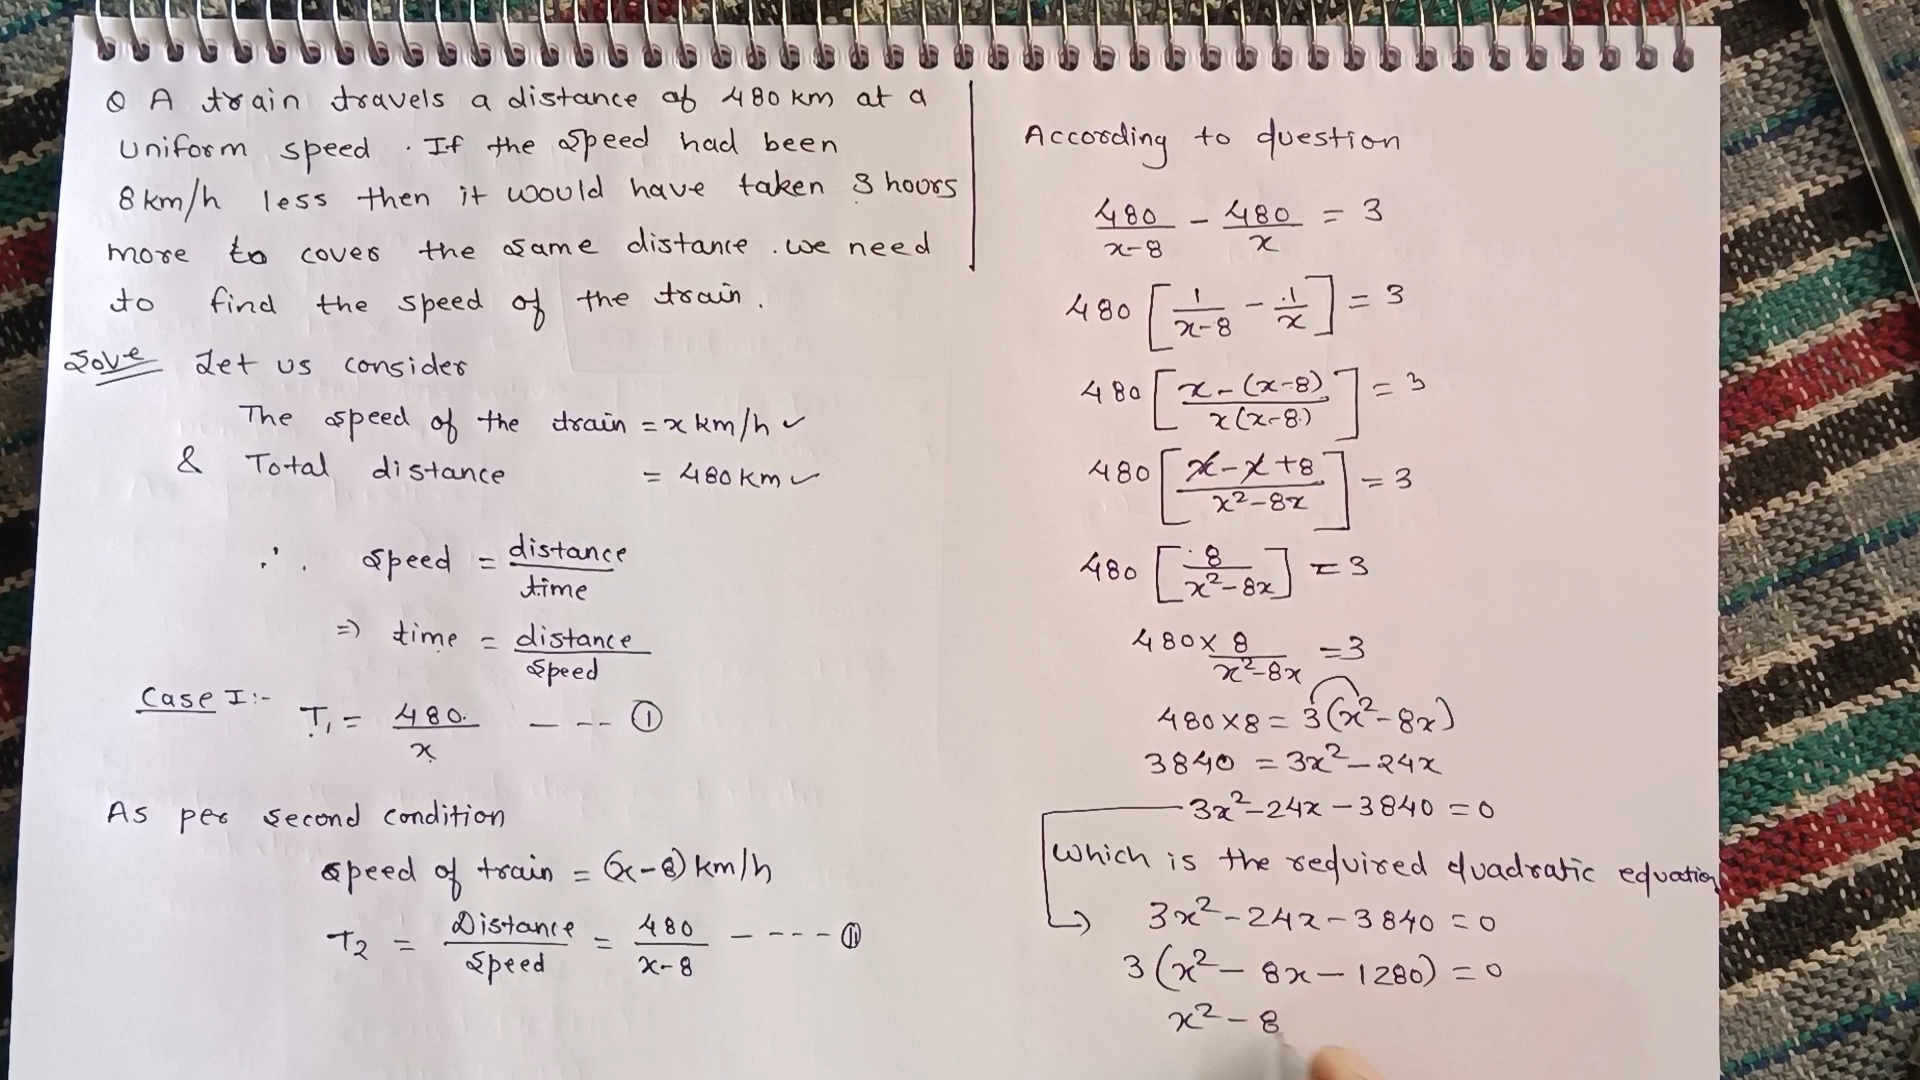 Q A train travels a distance of 480 km at a
uniform speed. If the speed had been
8 km/h less then it would have taken 3 hours
more to cover the same distance. we need
to find the speed of the train.
Solve Let us consider
The speed of the train = x km/h ✓
& Total distance = 480 km ✓
∴ speed = distance/time
⇒ time = distance/speed
Case I:- T₁ = 480/x --- ①
As per second condition
speed of train = (x-8) km/h
T₂ = Distance/speed = 480/x-8 ---- ⑪
According to question
480/x-8 - 480/x = 3
480 [1/x-8 - 1/x] = 3
480 [x-(x-8)/x(x-8)] = 3
480 [x-x+8/x²-8x] = 3
480 [8/x²-8x] = 3
480 × 8/x²-8x = 3
480×8 = 3(x²-8x)
3840 = 3x²-24x
3x²-24x-3840 = 0
which is the required quadratic equation
3x²-24x-3840 = 0
3(x²-8x-1280) = 0
x²-8